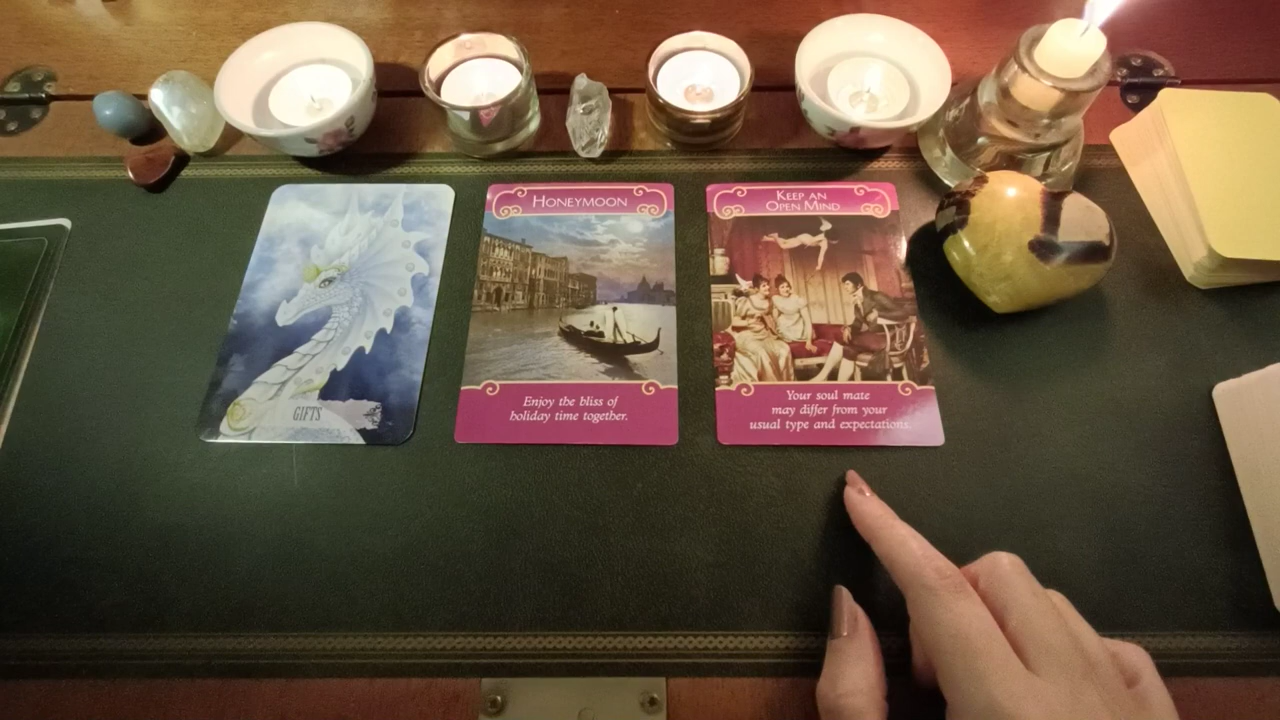 GIFTS
HONEYMOON
Enjoy the bliss of
holiday time together.
KEEP AN
OPEN MIND
Your soul mate
may differ from your
usual type and expectations.